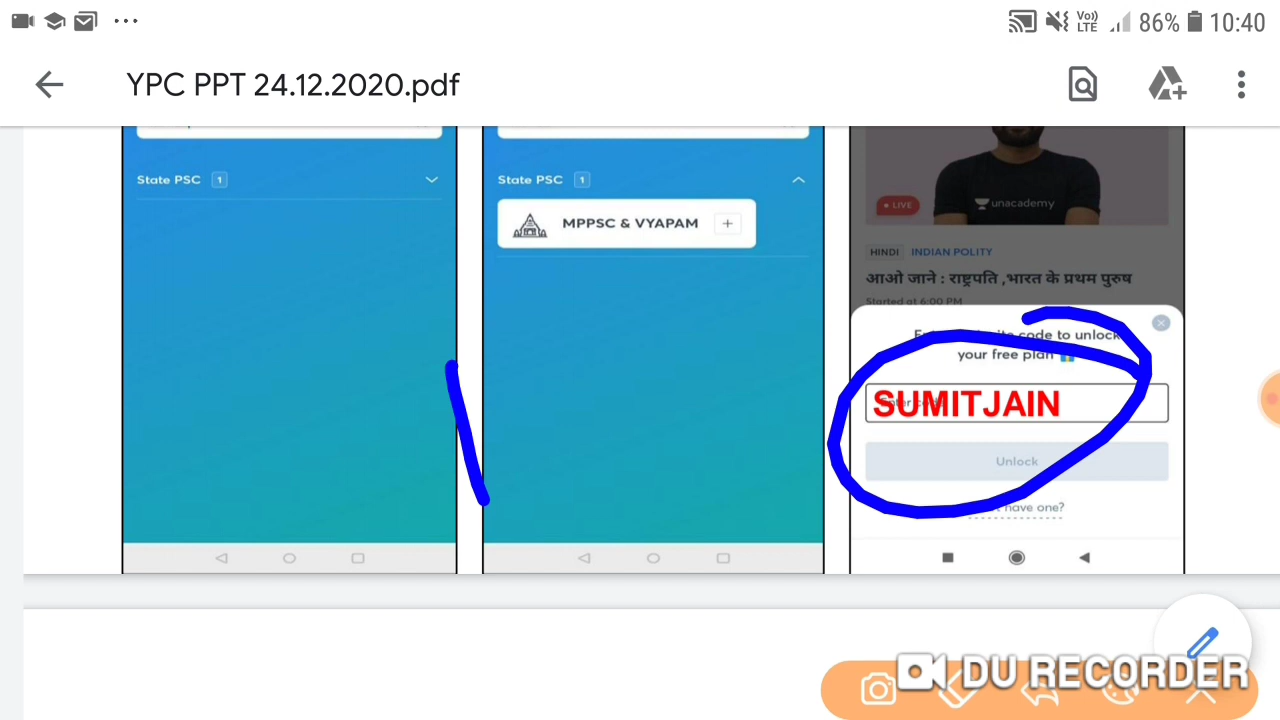 Vo)) LTE 86% 10:40
YPC PPT 24.12.2020.pdf
State PSC 1
State PSC 1
MPPSC & VYAPAM +
LIVE
unacademy
HINDI INDIAN POLITY
आओ जाने : राष्ट्रपति ,भारत के प्रथम पुरुष
Started at 6:00 PM
code to unlock
your free plan
SUMITJAIN
Unlock
have one?
DU RECORDER